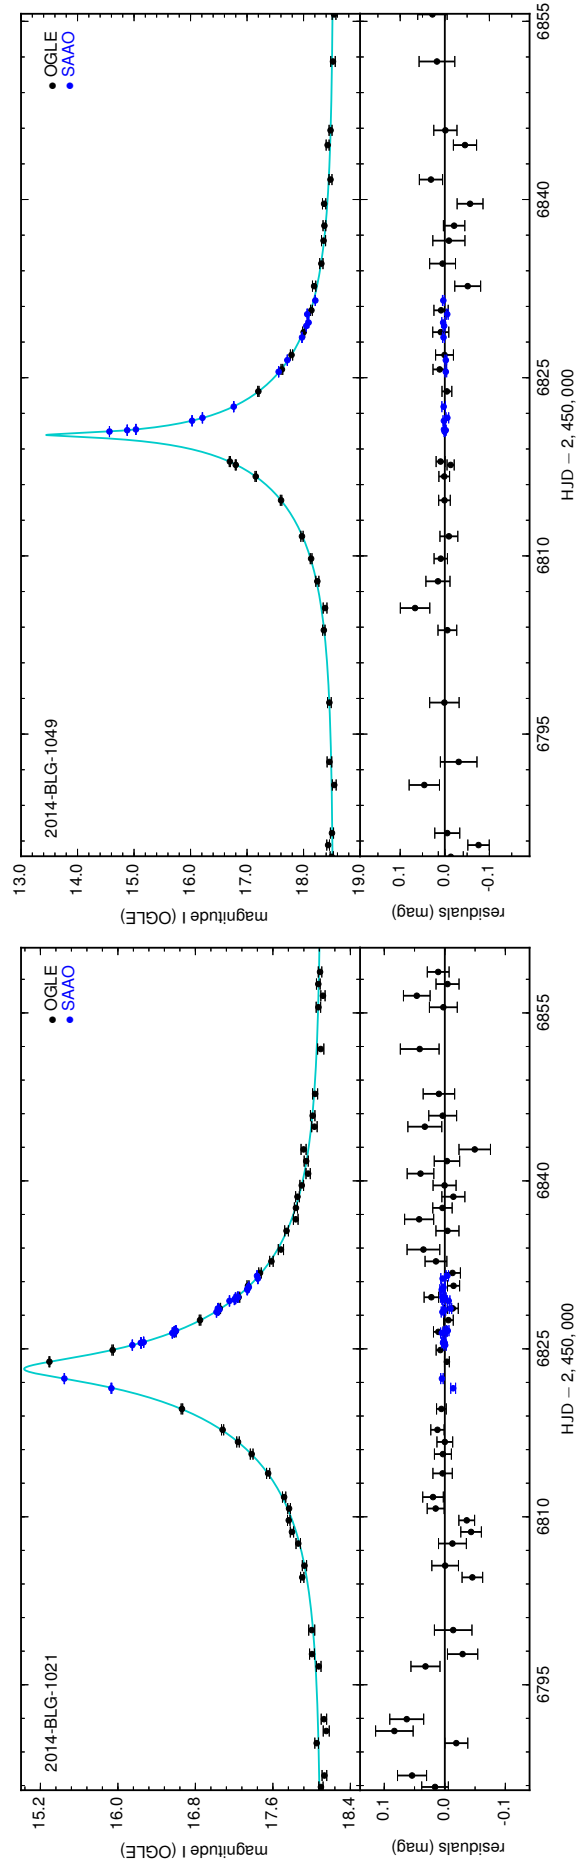 2014-BLG-1021
OGLE
SAAO
15.2
16.0
16.8
17.6
18.4
magnitude I (OGLE)
0.1
0.0
-0.1
residuals (mag)
6795
6810
6825
6840
6855
HJD − 2, 450, 000
2014-BLG-1049
OGLE
SAAO
13.0
14.0
15.0
16.0
17.0
18.0
19.0
magnitude I (OGLE)
0.1
0.0
-0.1
residuals (mag)
6795
6810
6825
6840
6855
HJD − 2, 450, 000